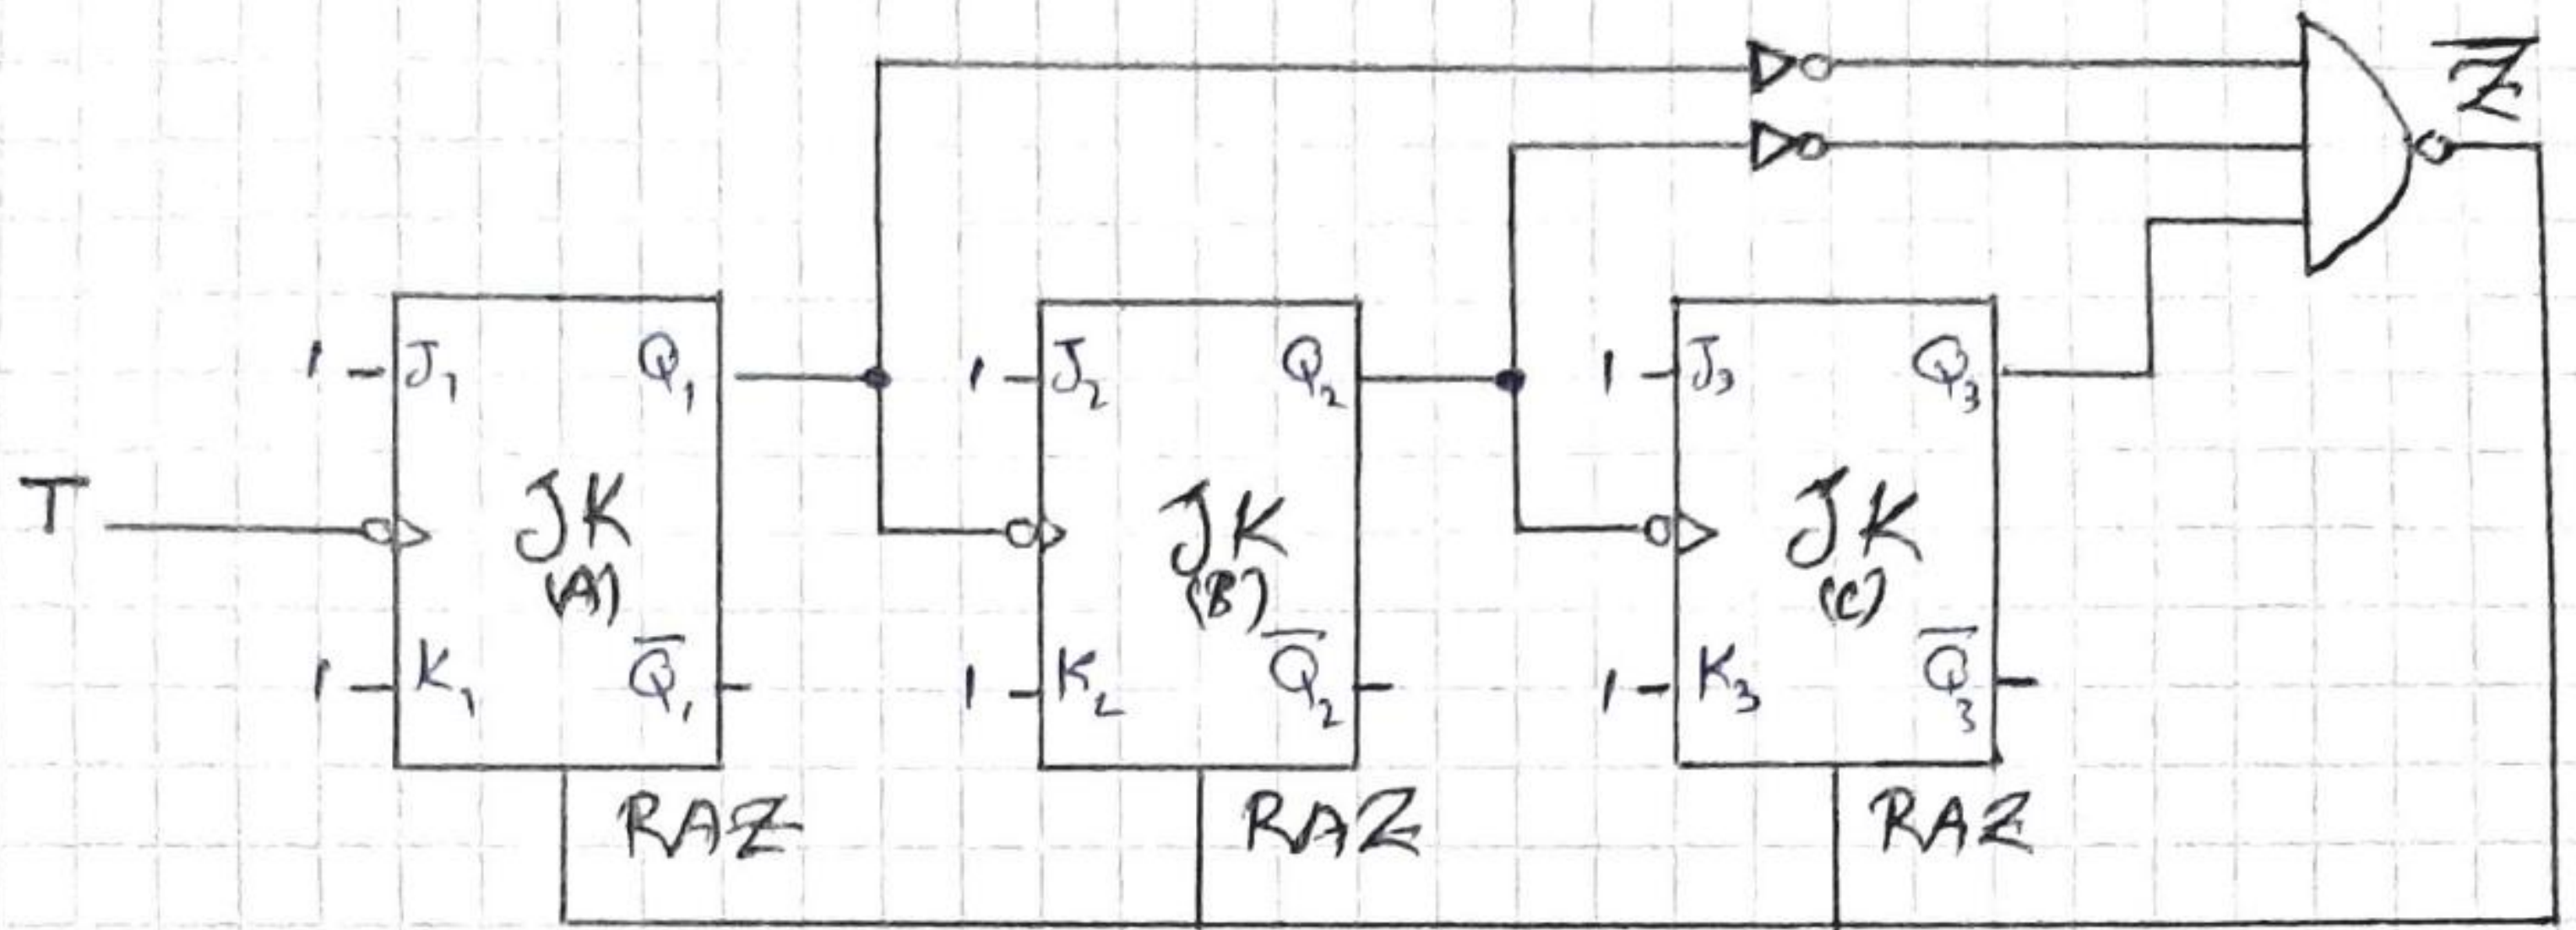 Z̅
1 J₁ Q₁ 1 J₂ Q₂ 1 J₃ Q₃
T JK JK JK
(A) (B) (C)
1 K₁ Q̅₁ 1 K₂ Q̅₂ 1 K₃ Q̅₃
RAZ RAZ RAZ